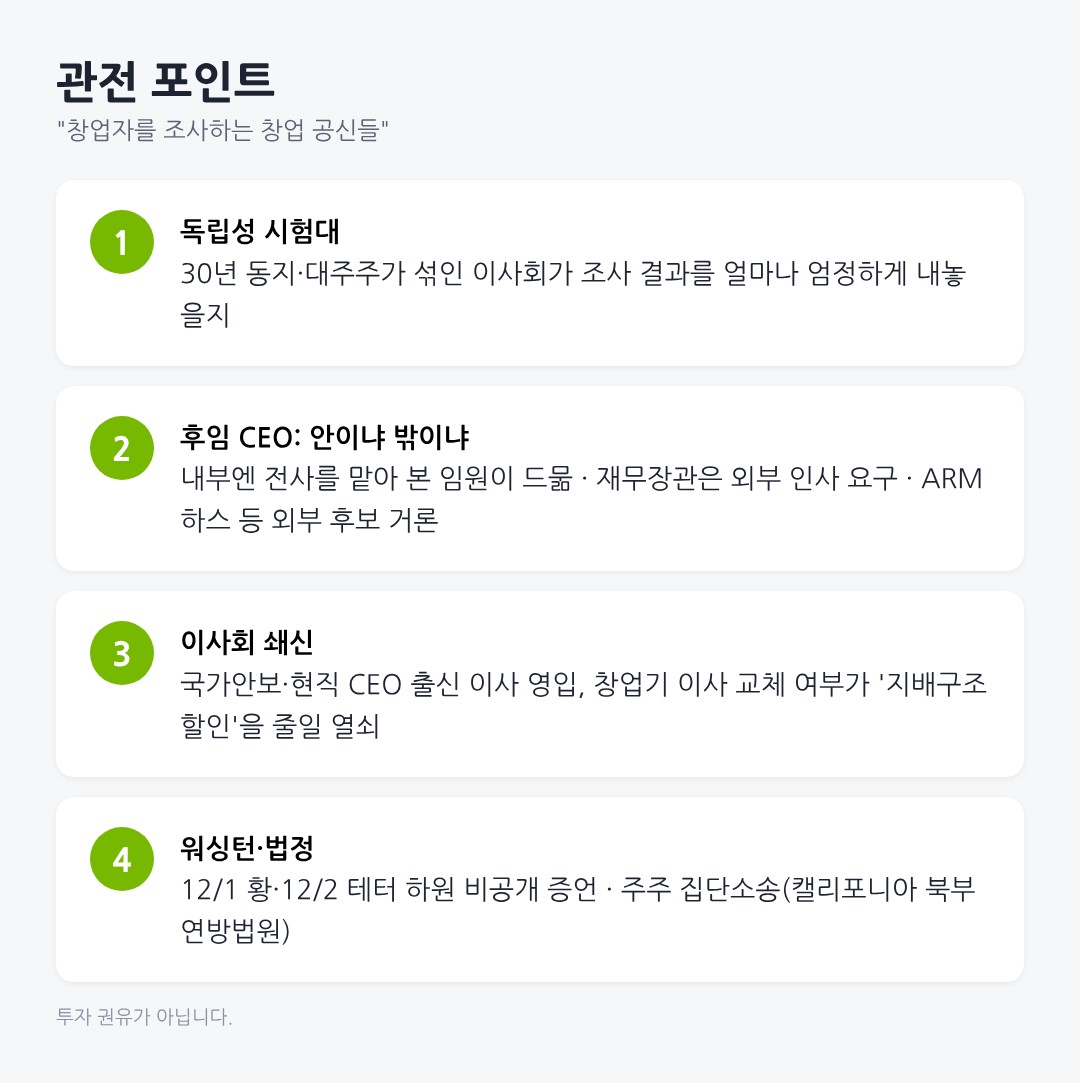 관전 포인트
"창업자를 조사하는 창업 공신들"
1
독립성 시험대
30년 동지·대주주가 섞인 이사회가 조사 결과를 얼마나 엄정하게 내놓
을지
2
후임 CEO: 안이냐 밖이냐
내부엔 전사를 맡아 본 임원이 드묾 · 재무장관은 외부 인사 요구 · ARM
하스 등 외부 후보 거론
3
이사회 쇄신
국가안보·현직 CEO 출신 이사 영입, 창업기 이사 교체 여부가 '지배구조
할인'을 줄일 열쇠
4
워싱턴·법정
12/1 황·12/2 테터 하원 비공개 증언 · 주주 집단소송(캘리포니아 북부
연방법원)
투자 권유가 아닙니다.